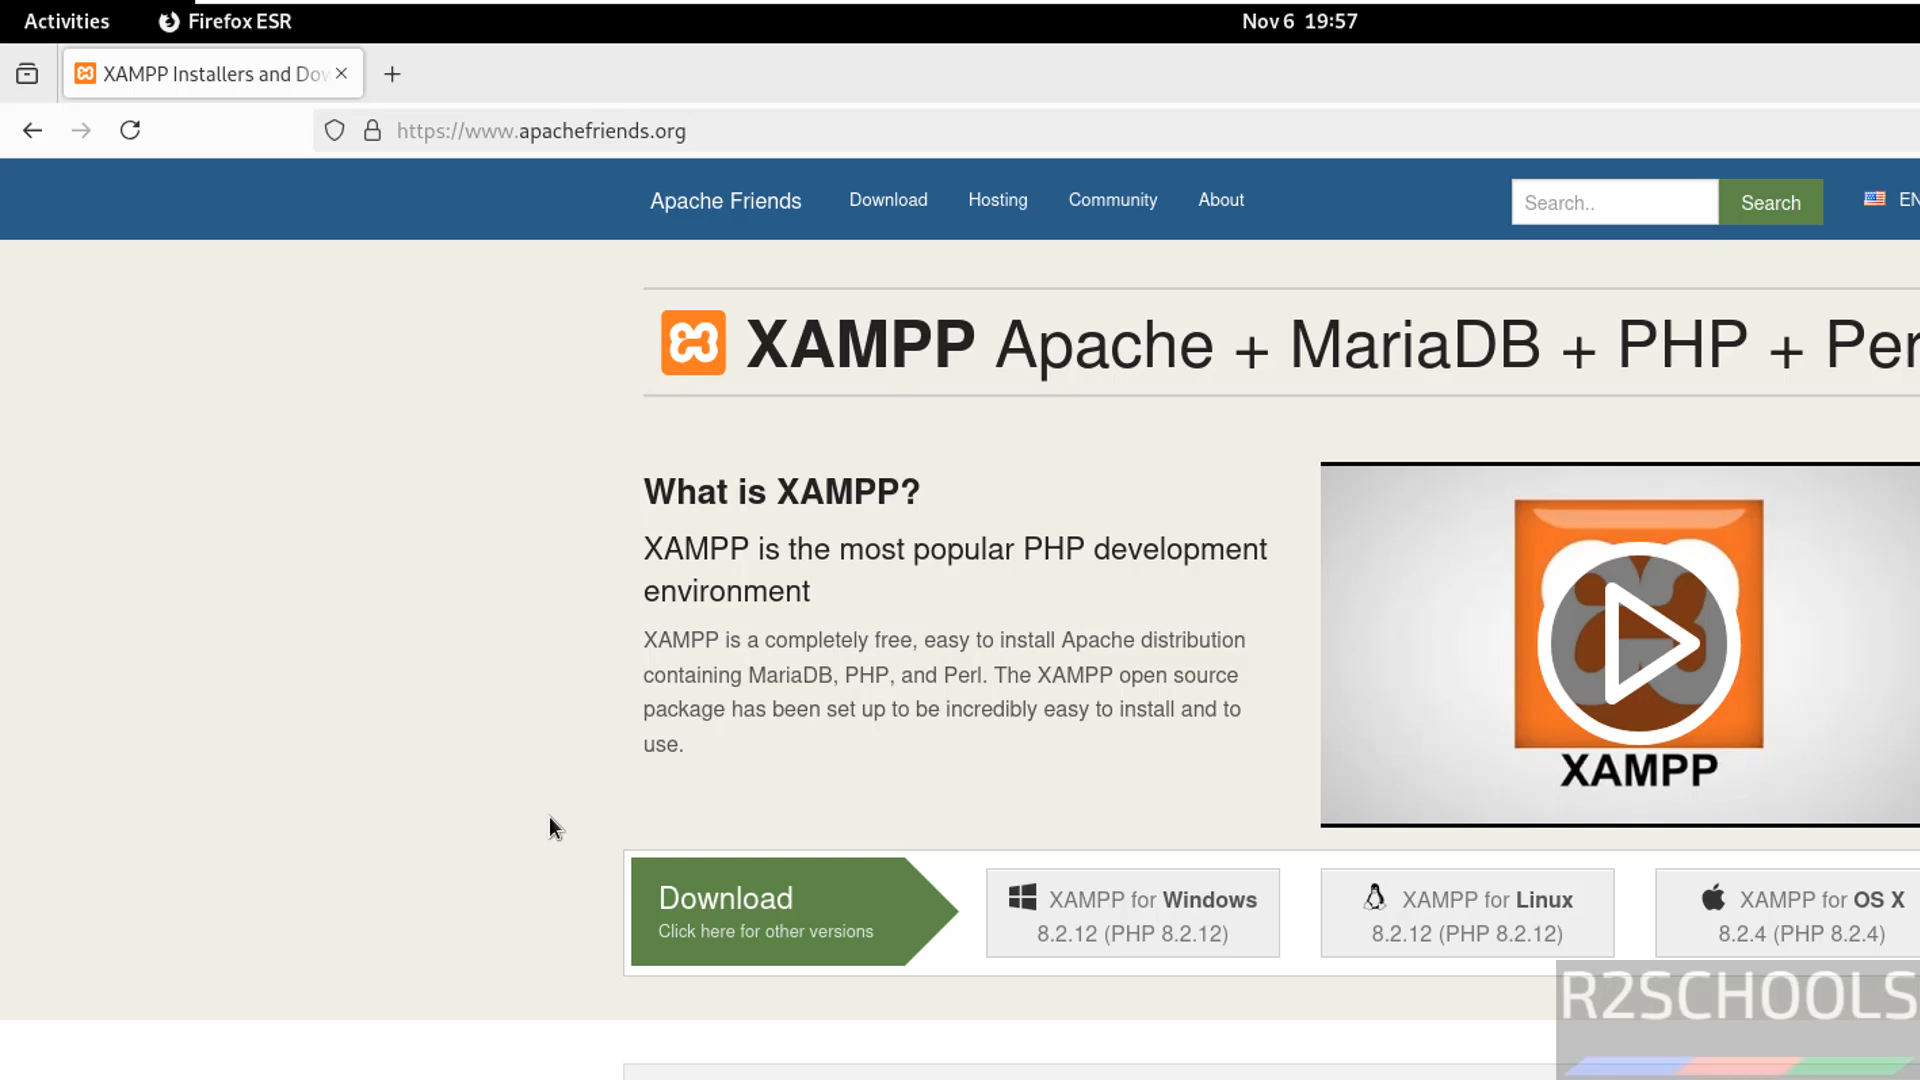 Activities
Firefox ESR
Nov 6 19:57
XAMPP Installers and Dov
https://www.apachefriends.org
Apache Friends
Download
Hosting
Community
About
Search..
Search
EN
XAMPP Apache + MariaDB + PHP + Per
What is XAMPP?
XAMPP is the most popular PHP development
environment
XAMPP is a completely free, easy to install Apache distribution
containing MariaDB, PHP, and Perl. The XAMPP open source
package has been set up to be incredibly easy to install and to
use.
XAMPP
Download
Click here for other versions
XAMPP for Windows
8.2.12 (PHP 8.2.12)
XAMPP for Linux
8.2.12 (PHP 8.2.12)
XAMPP for OS X
8.2.4 (PHP 8.2.4)
R2SCHOOLS